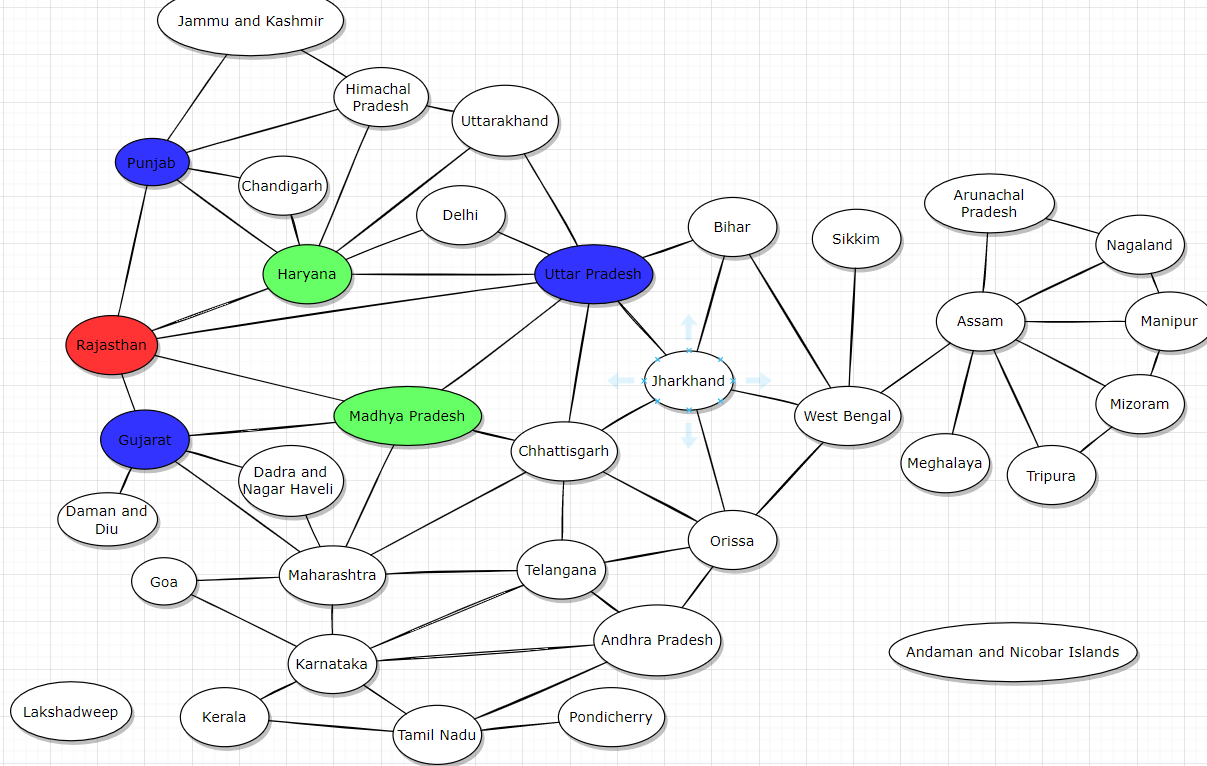 Jammu and Kashmir
Himachal
Pradesh
Uttarakhand
Punjab
Chandigarh
Delhi
Haryana
Uttar Pradesh
Bihar
Sikkim
Arunachal
Pradesh
Nagaland
Assam
Manipur
Rajasthan
Jharkhand
Madhya Pradesh
West Bengal
Mizoram
Gujarat
Chhattisgarh
Meghalaya
Tripura
Dadra and
Nagar Haveli
Daman and
Diu
Orissa
Goa
Maharashtra
Telangana
Andhra Pradesh
Karnataka
Andaman and Nicobar Islands
Lakshadweep
Kerala
Tamil Nadu
Pondicherry